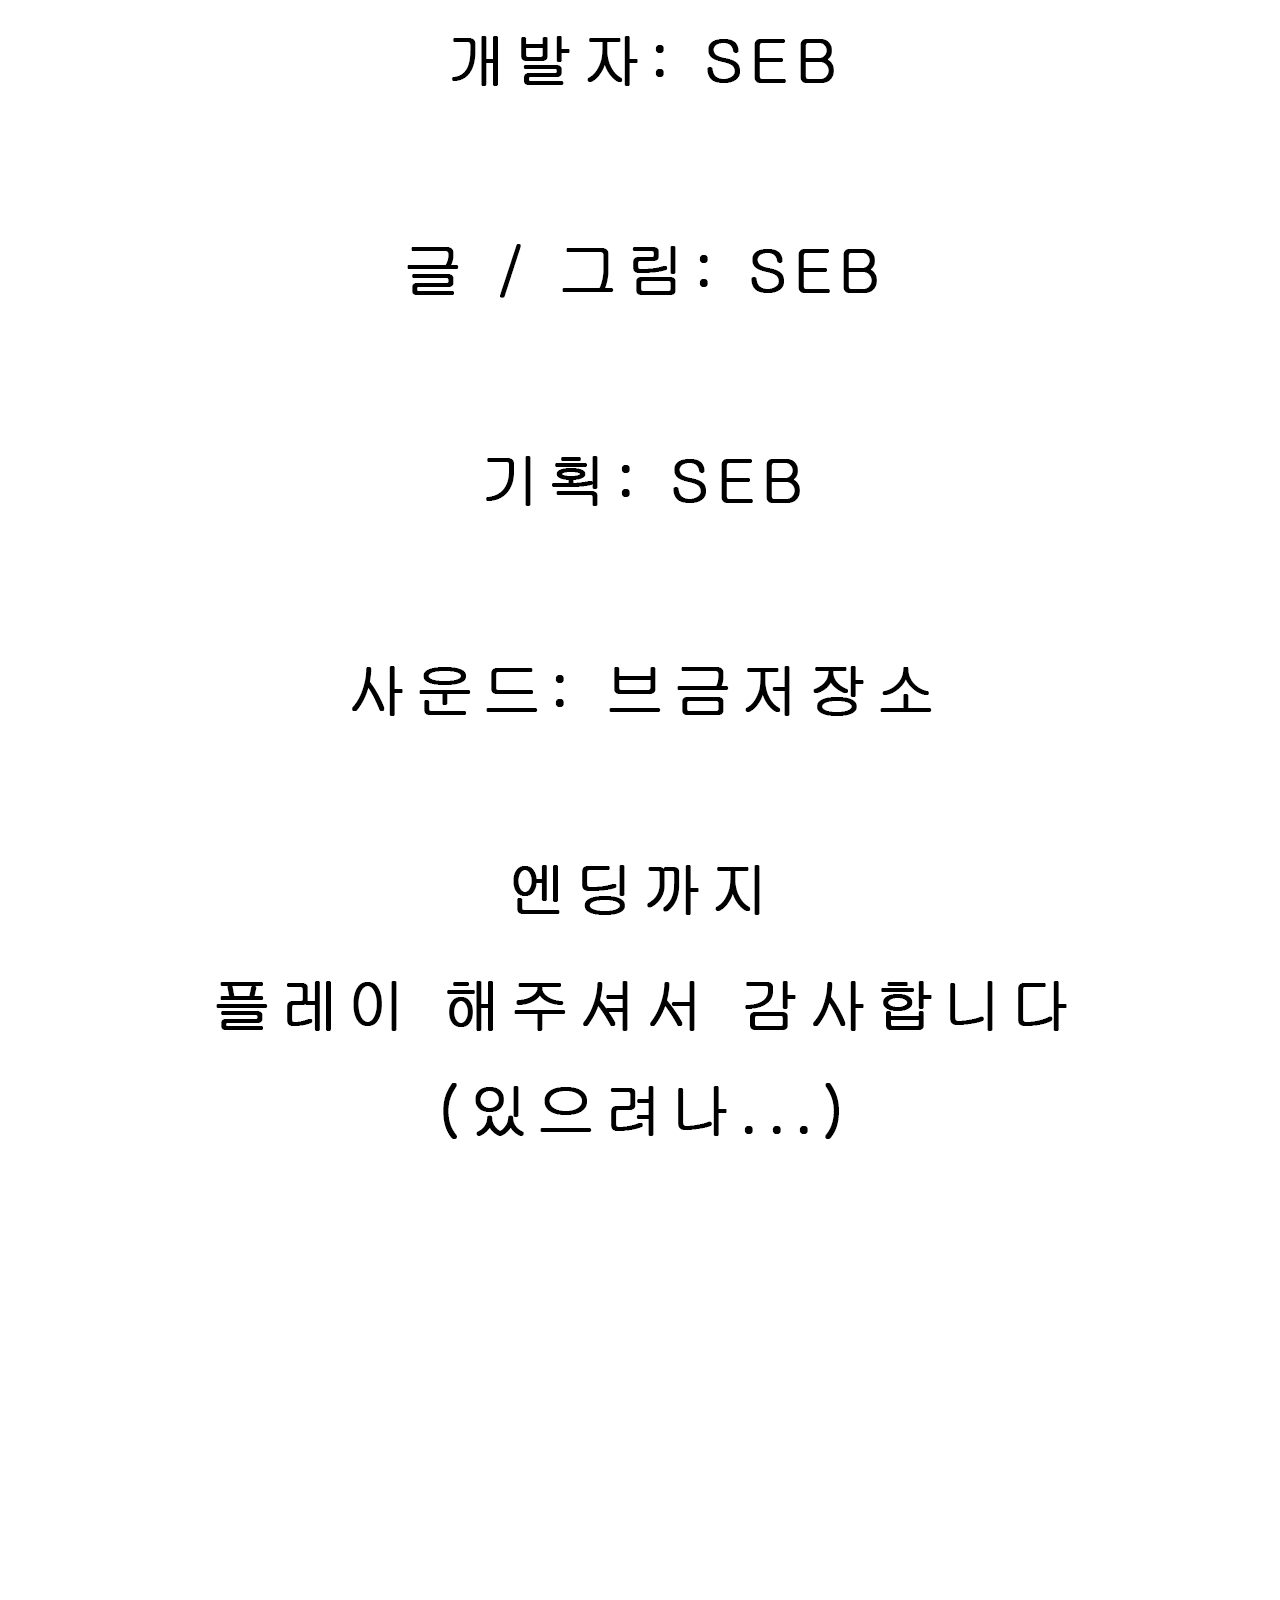 개발자: SEB
글 / 그림: SEB
기획: SEB
사운드: 브금저장소
엔딩까지
플레이 해주셔서 감사합니다
(있으려나...)